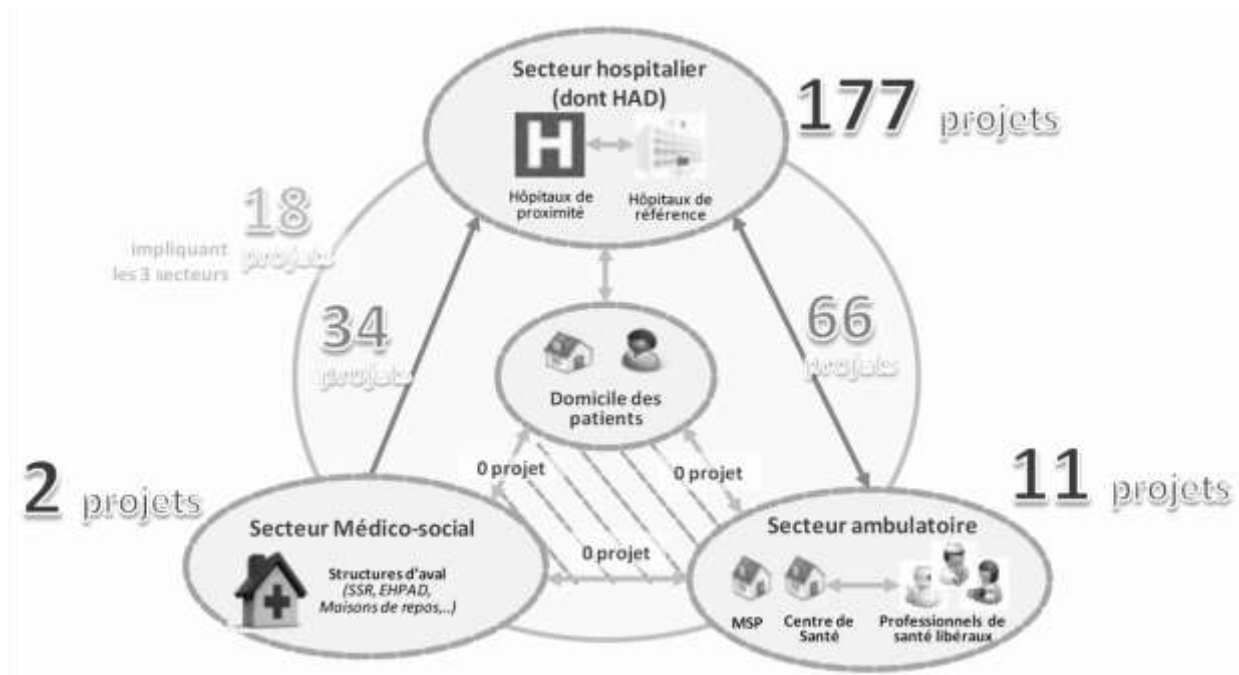 Secteur hospitalier
(dont HAD)
H
Hôpitaux de
proximité
Hôpitaux de
référence
177 projets
18
projets
impliquant
les 3 secteurs
34
projets
66
projets
Domicile des
patients
0 projet
0 projet
0 projet
2 projets
11 projets
Secteur Médico-social
Structures d'aval
(SSR, EHPAD,
Maisons de repos,..)
Secteur ambulatoire
MSP
Centre de
Santé
Professionnels de
santé libéraux